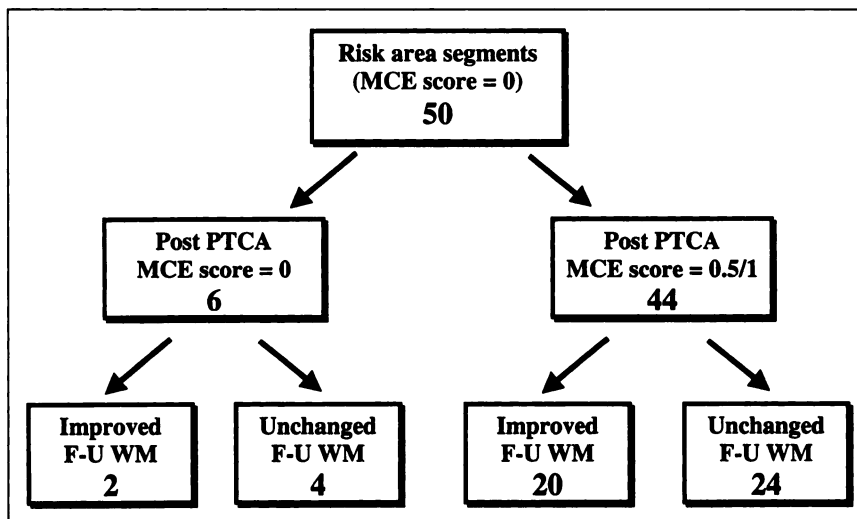 Risk area segments
(MCE score = 0)
50
Post PTCA
MCE score = 0
6
Post PTCA
MCE score = 0.5/1
44
Improved
F-U WM
2
Unchanged
F-U WM
4
Improved
F-U WM
20
Unchanged
F-U WM
24